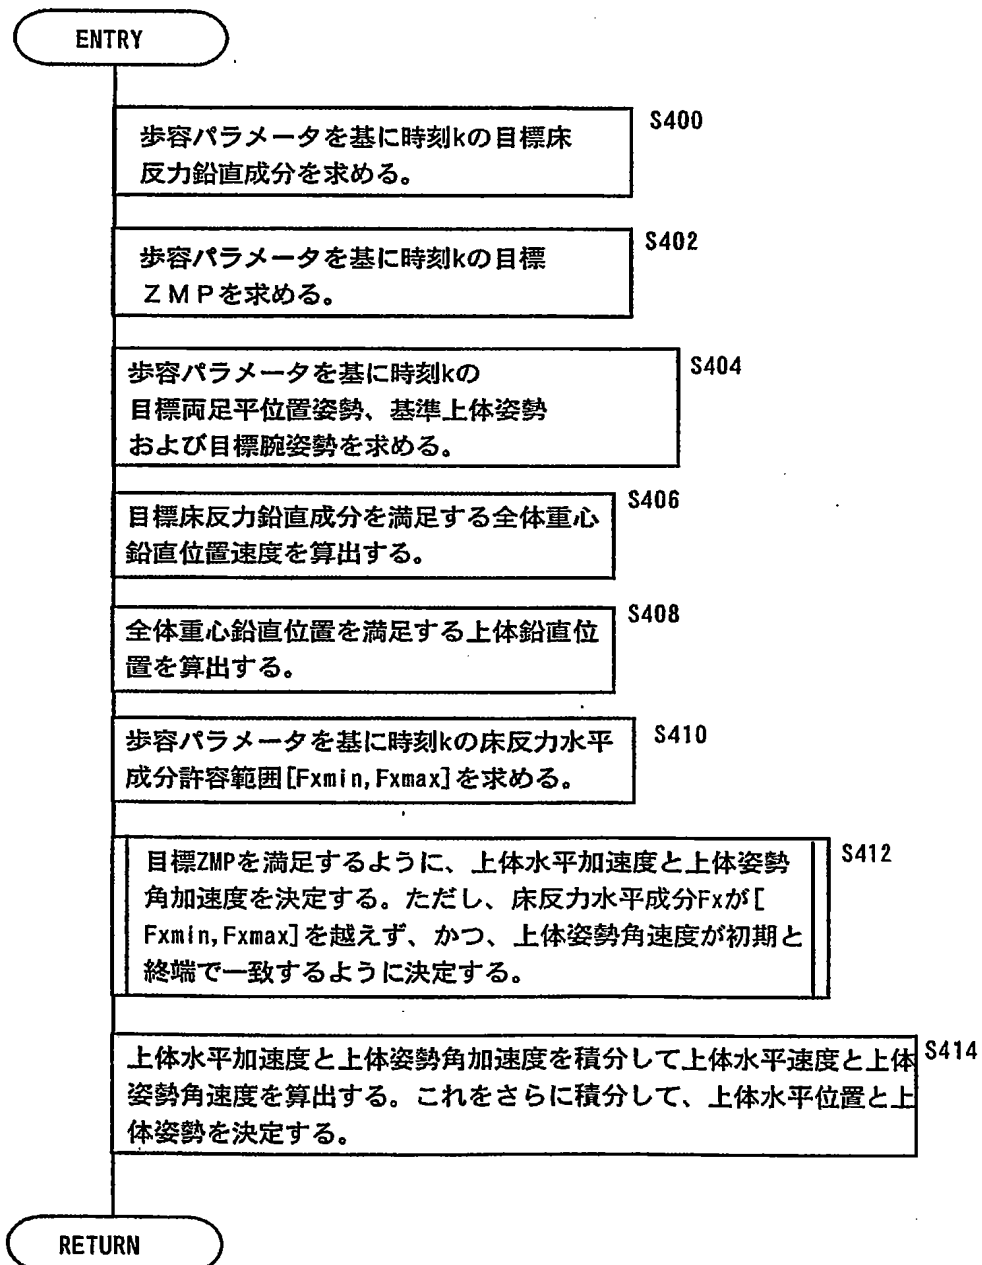 ENTRY
S400
歩容パラメータを基に時刻kの目標床
反力鉛直成分を求める。
S402
歩容パラメータを基に時刻kの目標
ＺＭＰを求める。
S404
歩容パラメータを基に時刻kの
目標両足平位置姿勢、基準上体姿勢
および目標腕姿勢を求める。
S406
目標床反力鉛直成分を満足する全体重心
鉛直位置速度を算出する。
S408
全体重心鉛直位置を満足する上体鉛直位
置を算出する。
S410
歩容パラメータを基に時刻kの床反力水平
成分許容範囲[Fxmin,Fxmax]を求める。
S412
目標ZMPを満足するように、上体水平加速度と上体姿勢
角加速度を決定する。ただし、床反力水平成分Fxが[
Fxmin,Fxmax]を越えず、かつ、上体姿勢角速度が初期と
終端で一致するように決定する。
S414
上体水平加速度と上体姿勢角加速度を積分して上体水平速度と上体
姿勢角速度を算出する。これをさらに積分して、上体水平位置と上
体姿勢を決定する。
RETURN